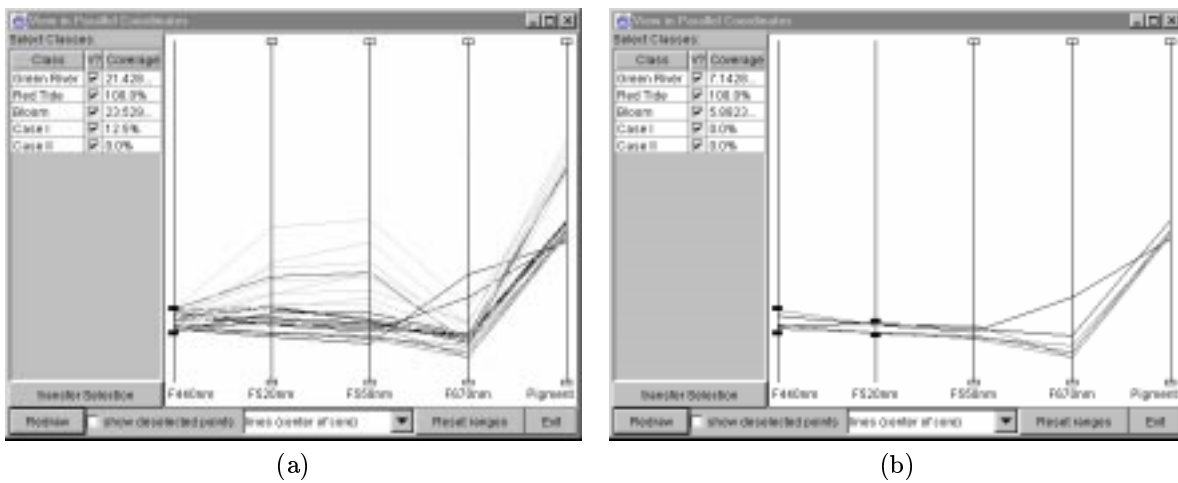 View in Parallel Coordinates
Select Classes:
Class V? Coverage
Green River 21.428...
Red Tide 100.0%
Bloom 23.529...
Case I 12.5%
Case II 0.0%
Transfer Selection
F440nm F520nm F550nm F670nm Pigment
Redraw show deselected points lines (center of cens) Reset ranges Exit
(a)
View in Parallel Coordinates
Select Classes:
Class V? Coverage
Green River 7.1428...
Red Tide 100.0%
Bloom 5.8823...
Case I 0.0%
Case II 0.0%
Transfer Selection
F440nm F520nm F550nm F670nm Pigment
Redraw show deselected points lines (center of cens) Reset ranges Exit
(b)